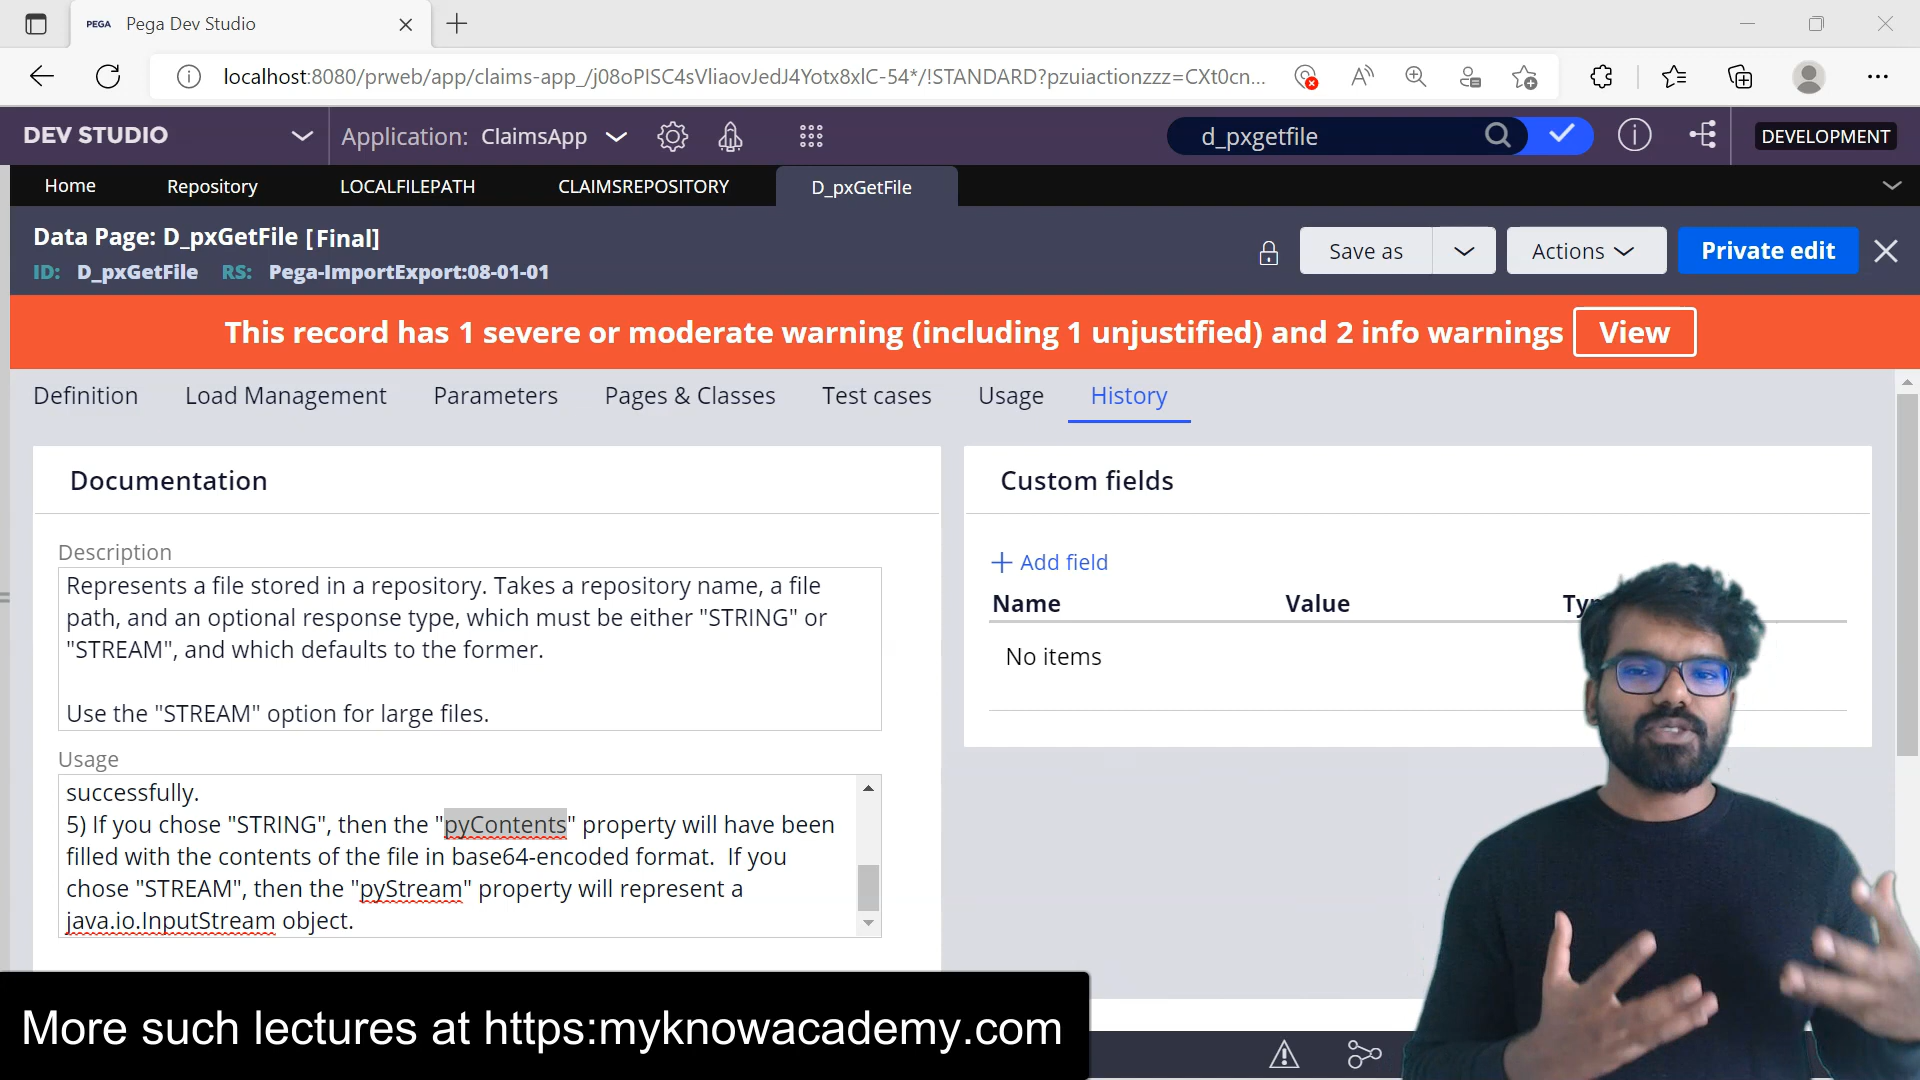 PEGA Pega Dev Studio
localhost:8080/prweb/app/claims-app_/j08oPISC4sVliaovJedJ4Yotx8xlC-54*/!STANDARD?pzuiactionzzz=CXt0cn...
DEV STUDIO Application: ClaimsApp d_pxgetfile DEVELOPMENT
Home Repository LOCALFILEPATH CLAIMSREPOSITORY D_pxGetFile
Data Page: D_pxGetFile [Final]
ID: D_pxGetFile RS: Pega-ImportExport:08-01-01
Save as Actions Private edit
This record has 1 severe or moderate warning (including 1 unjustified) and 2 info warnings View
Definition Load Management Parameters Pages & Classes Test cases Usage History
Documentation
Description
Represents a file stored in a repository. Takes a repository name, a file
path, and an optional response type, which must be either "STRING" or
"STREAM", and which defaults to the former.
Use the "STREAM" option for large files.
Usage
successfully.
5) If you chose "STRING", then the "pyContents" property will have been
filled with the contents of the file in base64-encoded format. If you
chose "STREAM", then the "pyStream" property will represent a
java.io.InputStream object.
Custom fields
+ Add field
Name Value
No items
More such lectures at https:myknowacademy.com